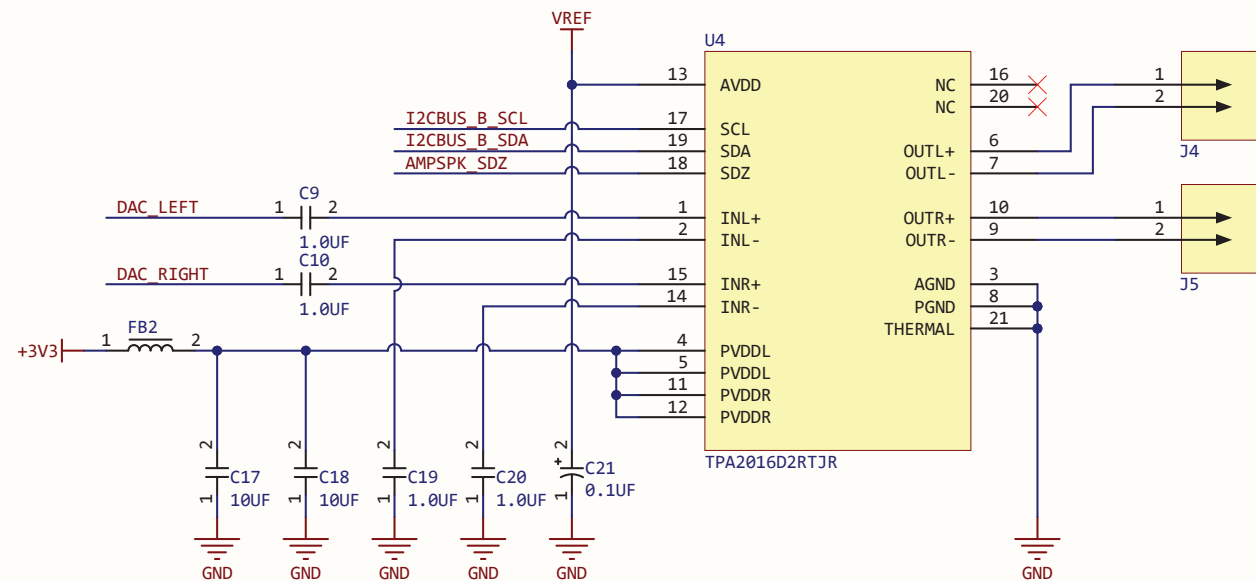 VREF
U4
13 AVDD NC 16
NC 20
I2CBUS_B_SCL 17 SCL
I2CBUS_B_SDA 19 SDA OUTL+ 6
AMPSPK_SDZ 18 SDZ OUTL- 7
1
2
J4
C9
DAC_LEFT 1 2 1 INL+ OUTR+ 10 1
1.0UF 2 INL- OUTR- 9 2
C10
DAC_RIGHT 1 2 15 INR+ AGND 3
J5
1.0UF 14 INR- PGND 8
THERMAL 21
FB2
+3V3 1 2 4 PVDDL
5 PVDDL
11 PVDDR
12 PVDDR
TPA2016D2RTJR
2 2 2 2 + 2
C17 C18 C19 C20 C21
10UF 10UF 1.0UF 1.0UF 0.1UF
1 1 1 1 1
GND GND GND GND GND GND